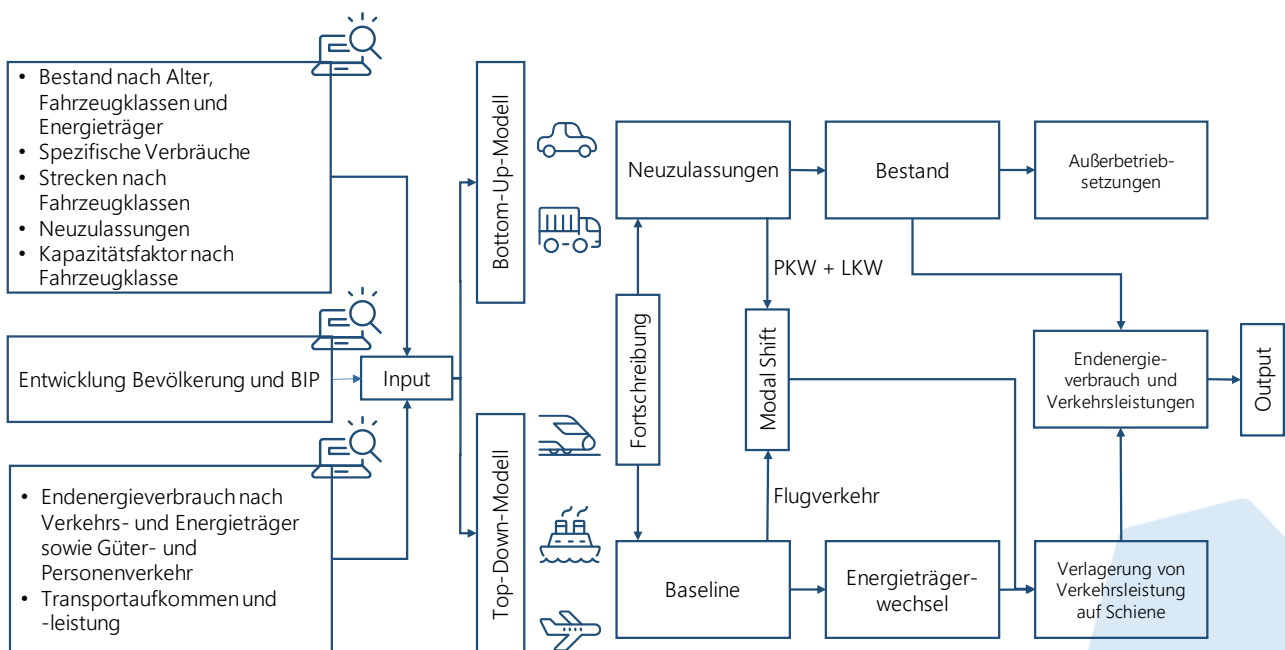 • Bestand nach Alter,
Fahrzeugklassen und
Energieträger
• Spezifische Verbräuche
• Strecken nach
Fahrzeugklassen
• Neuzulassungen
• Kapazitätsfaktor nach
Fahrzeugklasse
Entwicklung Bevölkerung und BIP
• Endenergieverbrauch nach
Verkehrs- und Energieträger
sowie Güter- und
Personenverkehr
• Transportaufkommen und
-leistung
Input
Bottom-Up-Modell
Top-Down-Modell
Neuzulassungen
Bestand
Außerbetrieb-
setzungen
PKW + LKW
Fortschreibung
Modal Shift
Flugverkehr
Baseline
Energieträger-
wechsel
Verlagerung von
Verkehrsleistung
auf Schiene
Endenergie-
verbrauch und
Verkehrsleistungen
Output